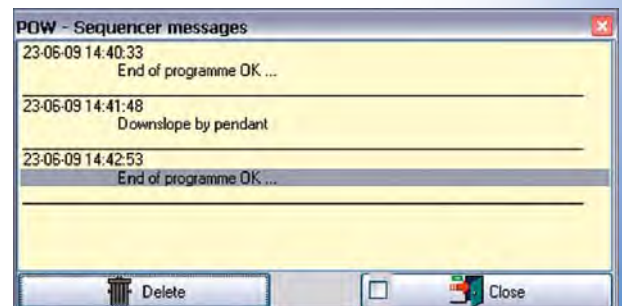 POW - Sequencer messages
23-06-09 14:40:33
End of programme OK ...
23-06-09 14:41:48
Downslope by pendant
23-06-09 14:42:53
End of programme OK ...
Delete
Close